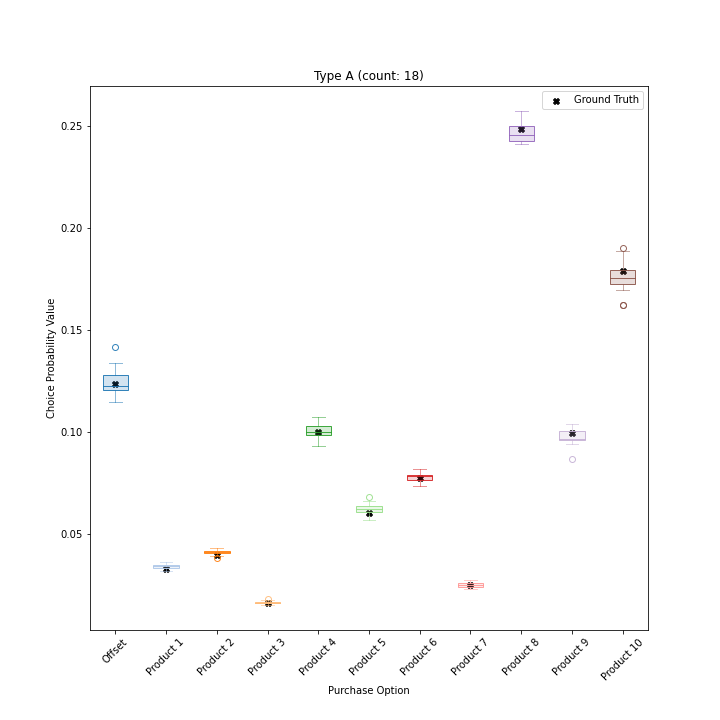 Type A (count: 18)
Ground Truth
Choice Probability Value
0.25
0.20
0.15
0.10
0.05
Offset
Product 1
Product 2
Product 3
Product 4
Product 5
Product 6
Product 7
Product 8
Product 9
Product 10
Purchase Option